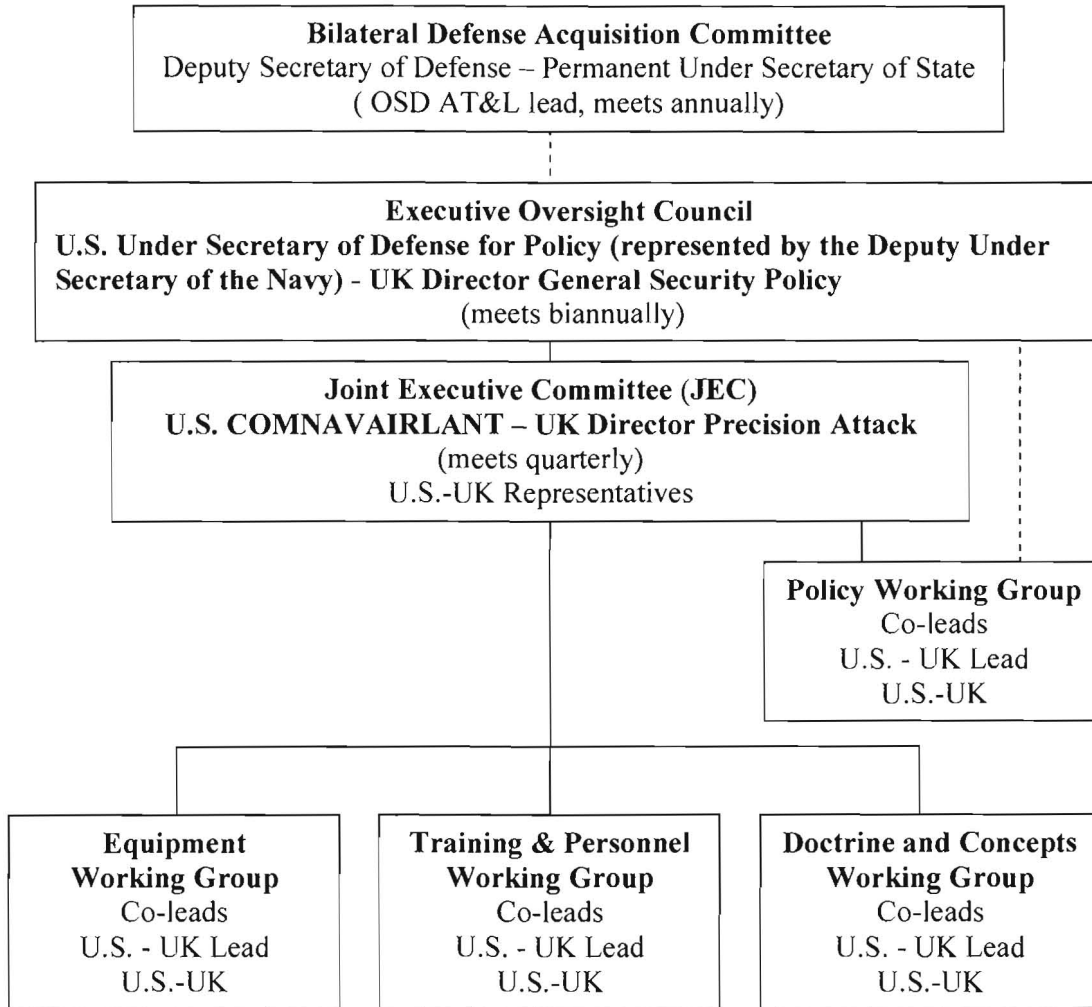 Bilateral Defense Acquisition Committee
Deputy Secretary of Defense – Permanent Under Secretary of State
( OSD AT&L lead, meets annually)
Executive Oversight Council
U.S. Under Secretary of Defense for Policy (represented by the Deputy Under
Secretary of the Navy) - UK Director General Security Policy
(meets biannually)
Joint Executive Committee (JEC)
U.S. COMNAVAIRLANT – UK Director Precision Attack
(meets quarterly)
U.S.-UK Representatives
Policy Working Group
Co-leads
U.S. - UK Lead
U.S.-UK
Equipment
Working Group
Co-leads
U.S. - UK Lead
U.S.-UK
Training & Personnel
Working Group
Co-leads
U.S. - UK Lead
U.S.-UK
Doctrine and Concepts
Working Group
Co-leads
U.S. - UK Lead
U.S.-UK